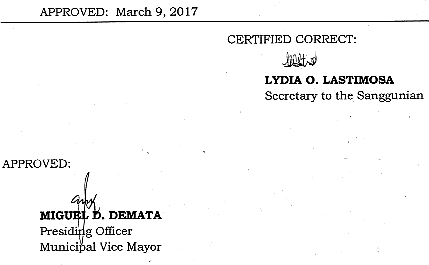 APPROVED: March 9, 2017
CERTIFIED CORRECT:
LYDIA O. LASTIMOSA
Secretary to the Sanggunian
APPROVED:
MIGUEL D. DEMATA
Presiding Officer
Municipal Vice Mayor